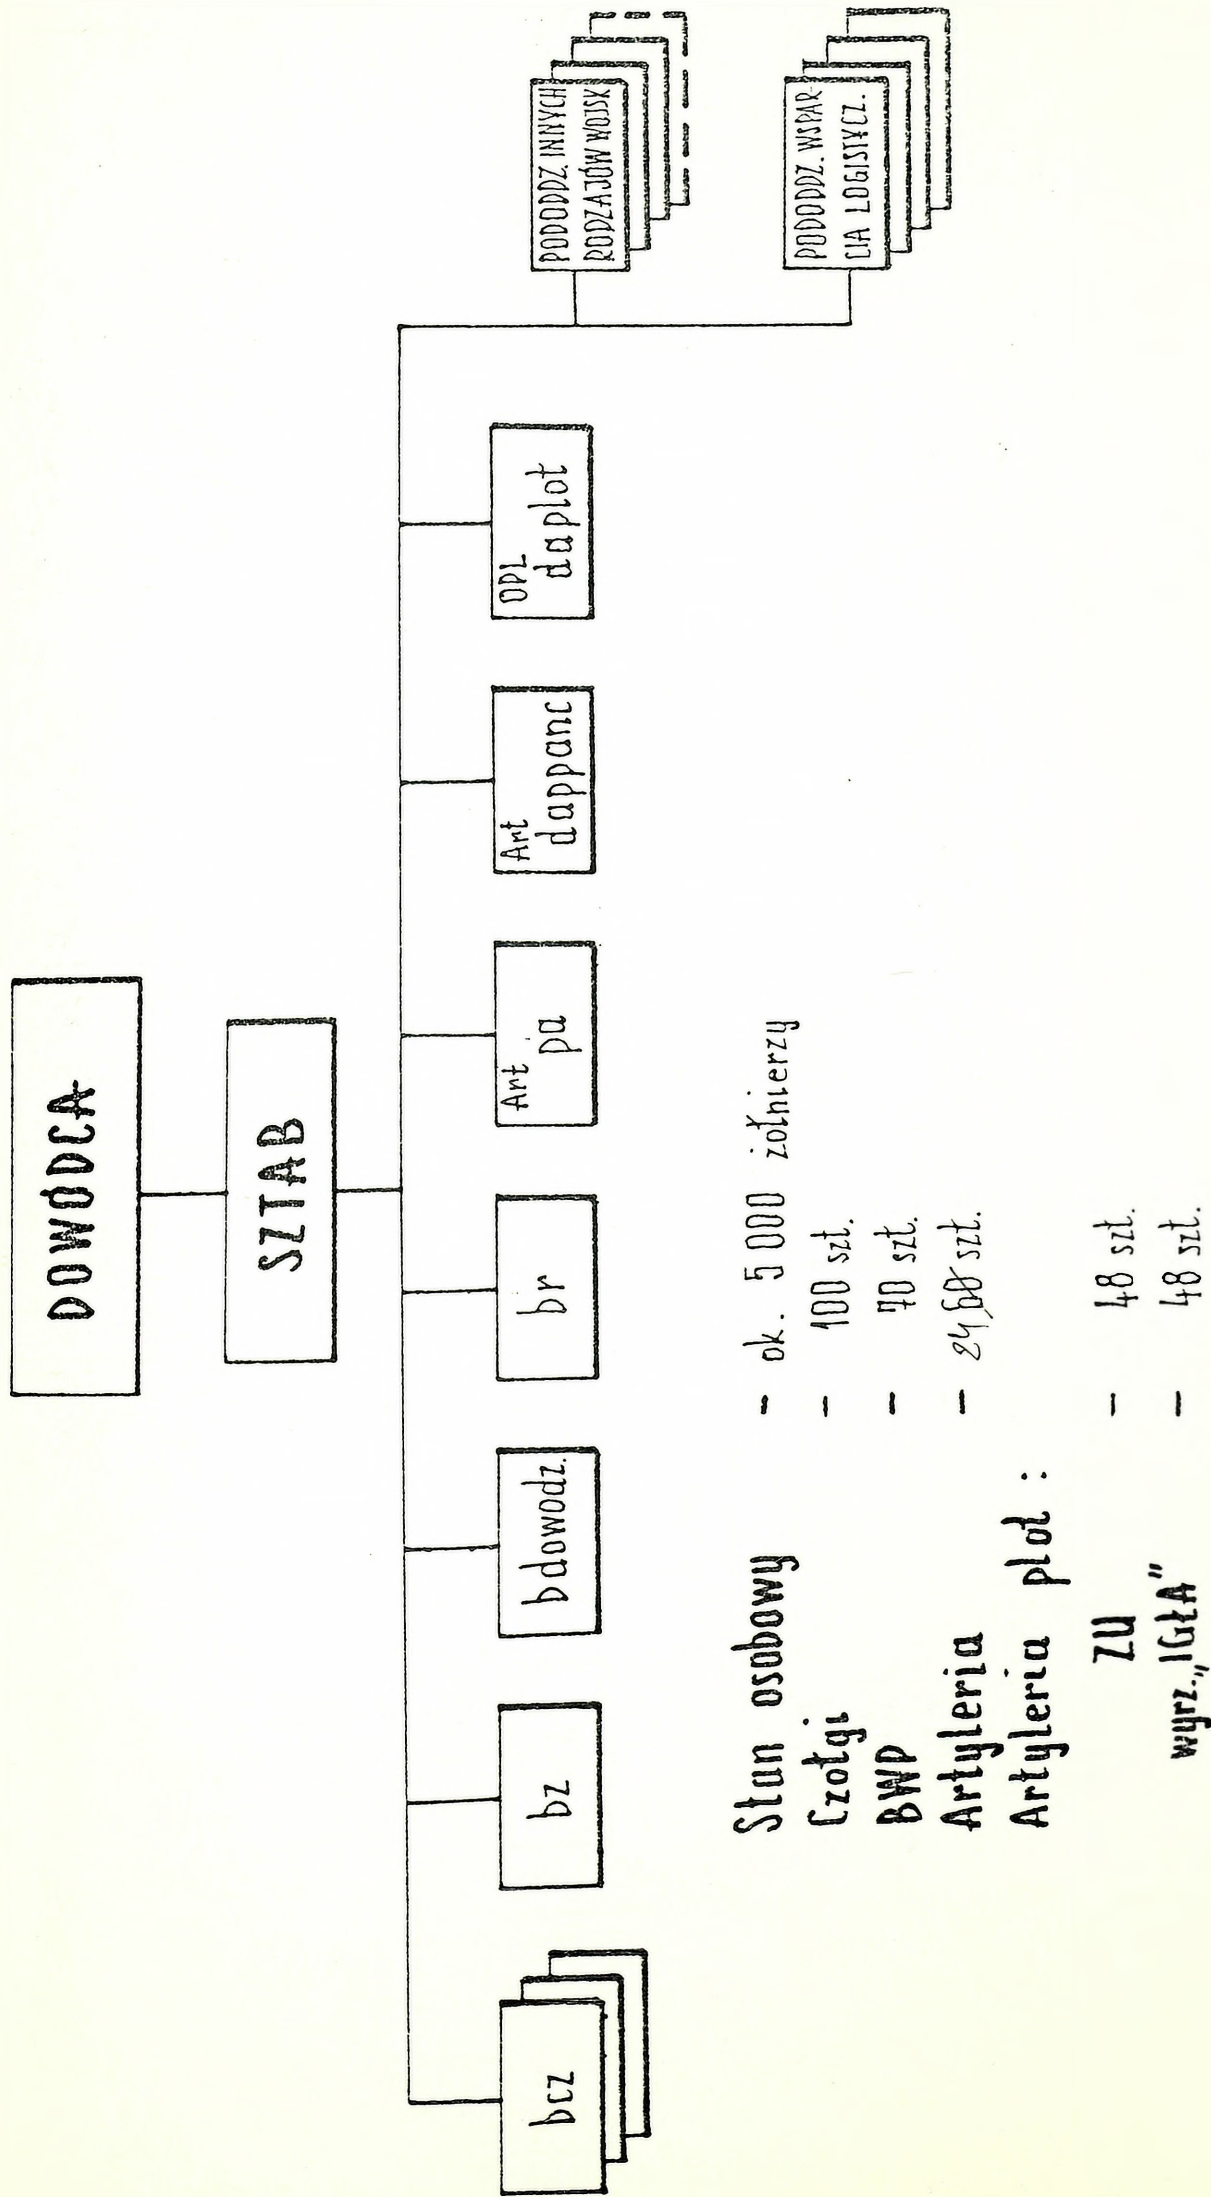 DOWÓDCA
SZTAB
bcz
bz
bdowodz.
br
Art
pa
Art
dappanc
OPL
daplot
PODODDZ. INNYCH
RODZAJÓW WOJSK
PODODDZ. WSPAR-
CIA LOGISTYCZ.
Stan osobowy - ok. 5 000 żołnierzy
Czołgi - 100 szt.
BWP - 70 szt.
Artyleria - 24 60 szt.
Artyleria plot :
ZU - 48 szt.
wyrz. „IGŁA" - 48 szt.